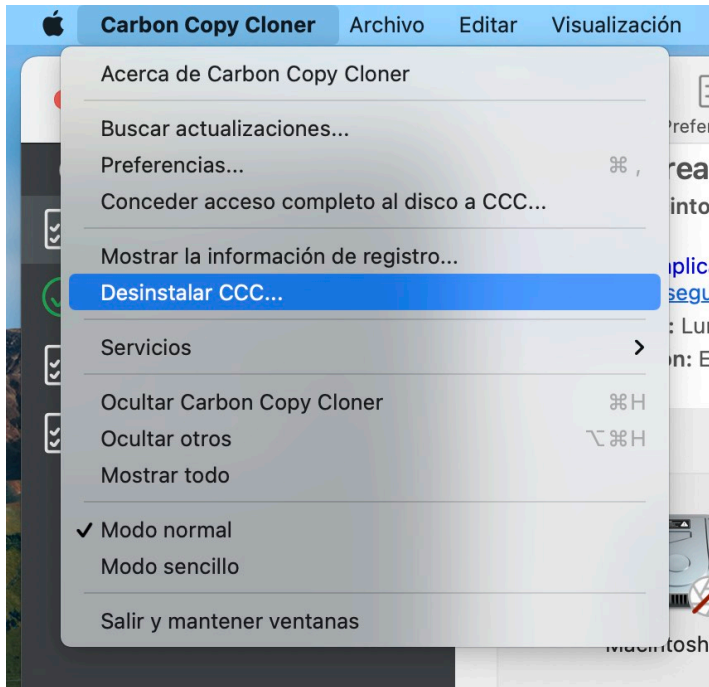 Carbon Copy Cloner Archivo Editar Visualización
Acerca de Carbon Copy Cloner
Buscar actualizaciones...
Preferencias... ⌘ ,
Conceder acceso completo al disco a CCC...
Mostrar la información de registro...
Desinstalar CCC...
Servicios
Ocultar Carbon Copy Cloner ⌘H
Ocultar otros ⌥⌘H
Mostrar todo
Modo normal
Modo sencillo
Salir y mantener ventanas